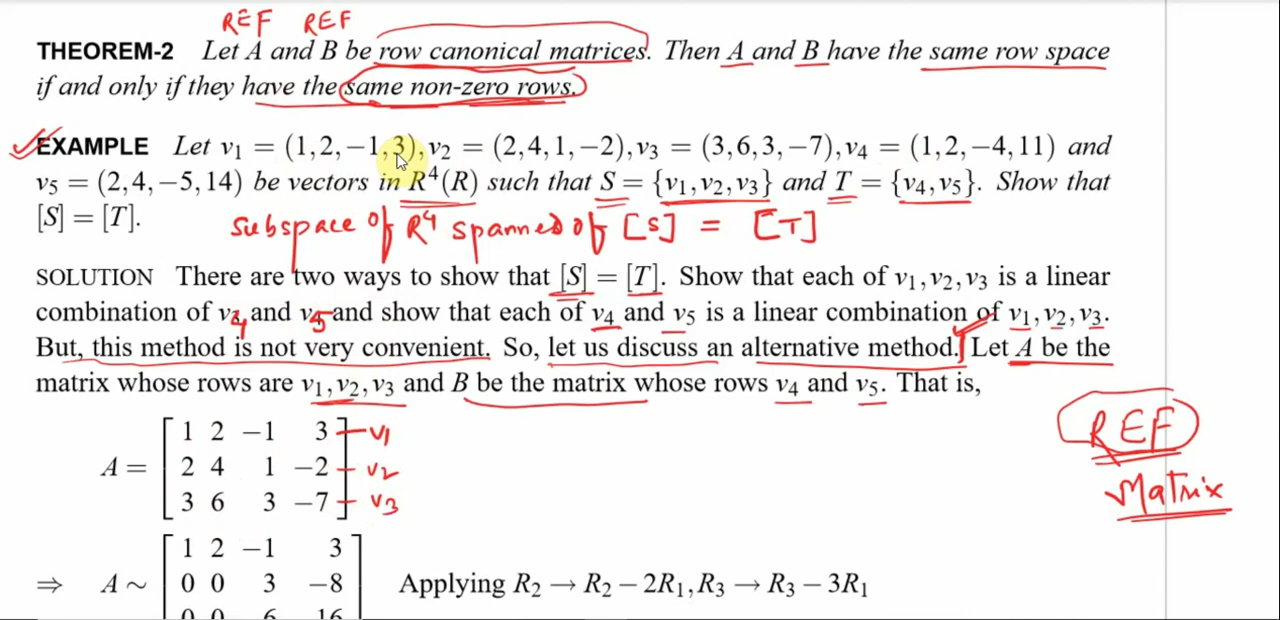 REF REF
THEOREM-2 Let A and B be row canonical matrices. Then A and B have the same row space
if and only if they have the same non-zero rows.
EXAMPLE Let v₁ = (1,2,−1,3), v₂ = (2,4,1,−2), v₃ = (3,6,3,−7), v₄ = (1,2,−4,11) and
v₅ = (2,4,−5,14) be vectors in R⁴(R) such that S = {v₁,v₂,v₃} and T = {v₄,v₅}. Show that
[S] = [T].
Subspace of R⁴ spanned of [S] = [T]
SOLUTION There are two ways to show that [S] = [T]. Show that each of v₁,v₂,v₃ is a linear
combination of v₄ and v₅ and show that each of v₄ and v₅ is a linear combination of v₁,v₂,v₃.
But, this method is not very convenient. So, let us discuss an alternative method. Let A be the
matrix whose rows are v₁,v₂,v₃ and B be the matrix whose rows v₄ and v₅. That is,
REF
Matrix
1 2 −1 3 v1
A = 2 4 1 −2 v2
3 6 3 −7 v3
1 2 −1 3
⇒ A ∼ 0 0 3 −8 Applying R₂ → R₂ − 2R₁, R₃ → R₃ − 3R₁
0 0 6 16